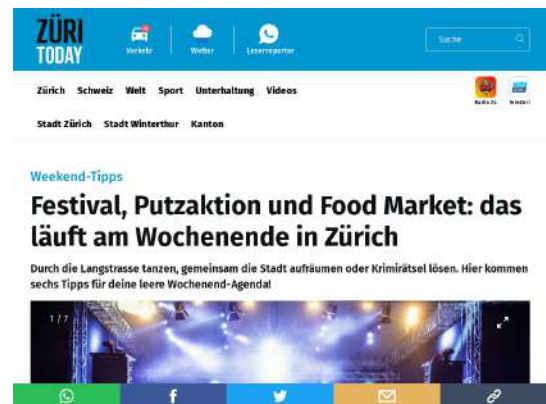 ZÜRI
TODAY
Verkehr
Wetter
Leserreporter
Suche
Zürich Schweiz Welt Sport Unterhaltung Videos
Radio 24
Stadt Zürich Stadt Winterthur Kanton
Weekend-Tipps
Festival, Putzaktion und Food Market: das
läuft am Wochenende in Zürich
Durch die Langstrasse tanzen, gemeinsam die Stadt aufräumen oder Krimirätsel lösen. Hier kommen
sechs Tipps für deine leere Wochenend-Agenda!
1/7